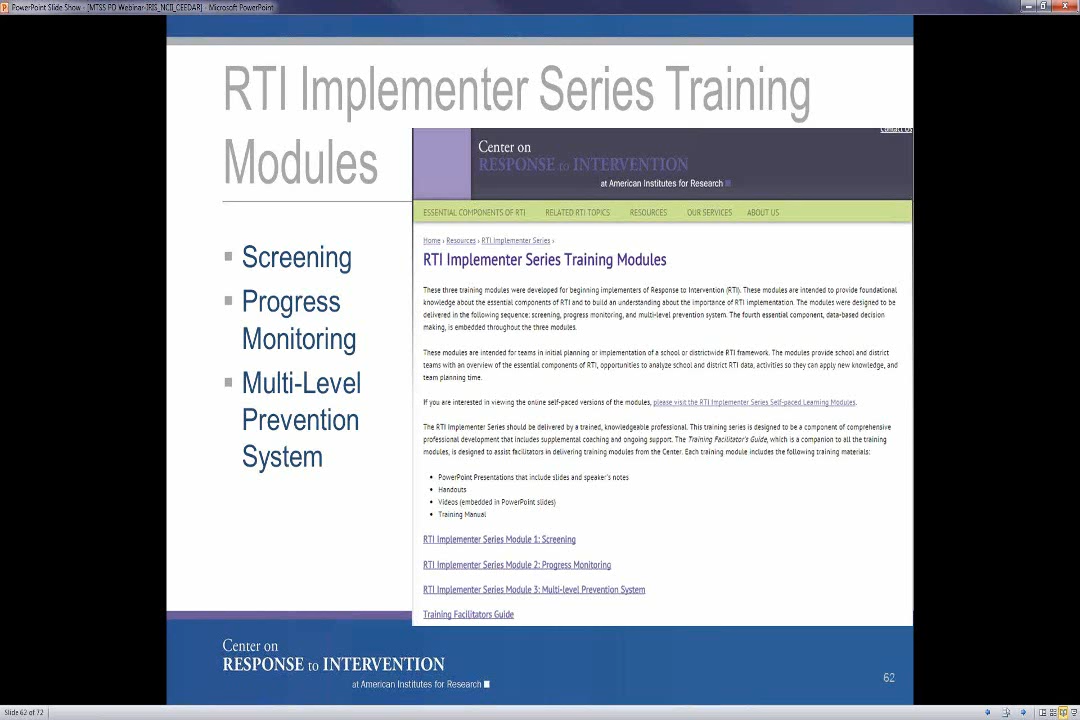 PowerPoint Slide Show - [MTSS PD Webinar-IRIS_NCII_CEEDAR] - Microsoft PowerPoint
RTI Implementer Series Training
Modules
Screening
Progress
Monitoring
Multi-Level
Prevention
System
Contact Us
Center on
RESPONSE to INTERVENTION
at American Institutes for Research
ESSENTIAL COMPONENTS OF RTI RELATED RTI TOPICS RESOURCES OUR SERVICES ABOUT US
Home › Resources › RTI Implementer Series ›
RTI Implementer Series Training Modules
These three training modules were developed for beginning implementers of Response to Intervention (RTI). These modules are intended to provide foundational
knowledge about the essential components of RTI and to build an understanding about the importance of RTI implementation. The modules were designed to be
delivered in the following sequence: screening, progress monitoring, and multi-level prevention system. The fourth essential component, data-based decision
making, is embedded throughout the three modules.
These modules are intended for teams in initial planning or implementation of a school or districtwide RTI framework. The modules provide school and district
teams with an overview of the essential components of RTI, opportunities to analyze school and district RTI data, activities so they can apply new knowledge, and
team planning time.
If you are interested in viewing the online self-paced versions of the modules, please visit the RTI Implementer Series Self-paced Learning Modules.
The RTI Implementer Series should be delivered by a trained, knowledgeable professional. This training series is designed to be a component of comprehensive
professional development that includes supplemental coaching and ongoing support. The Training Facilitator's Guide, which is a companion to all the training
modules, is designed to assist facilitators in delivering training modules from the Center. Each training module includes the following training materials:
PowerPoint Presentations that include slides and speaker's notes
Handouts
Videos (embedded in PowerPoint slides)
Training Manual
RTI Implementer Series Module 1: Screening
RTI Implementer Series Module 2: Progress Monitoring
RTI Implementer Series Module 3: Multi-level Prevention System
Training Facilitators Guide
Center on
RESPONSE to INTERVENTION
at American Institutes for Research
62
Slide 62 of 72